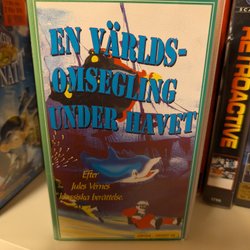 EN VÄRLDS-
OMSEGLING
UNDER HAVET
Efter
Jules Vernes
klassiska berättelse.
RETROACTIVE